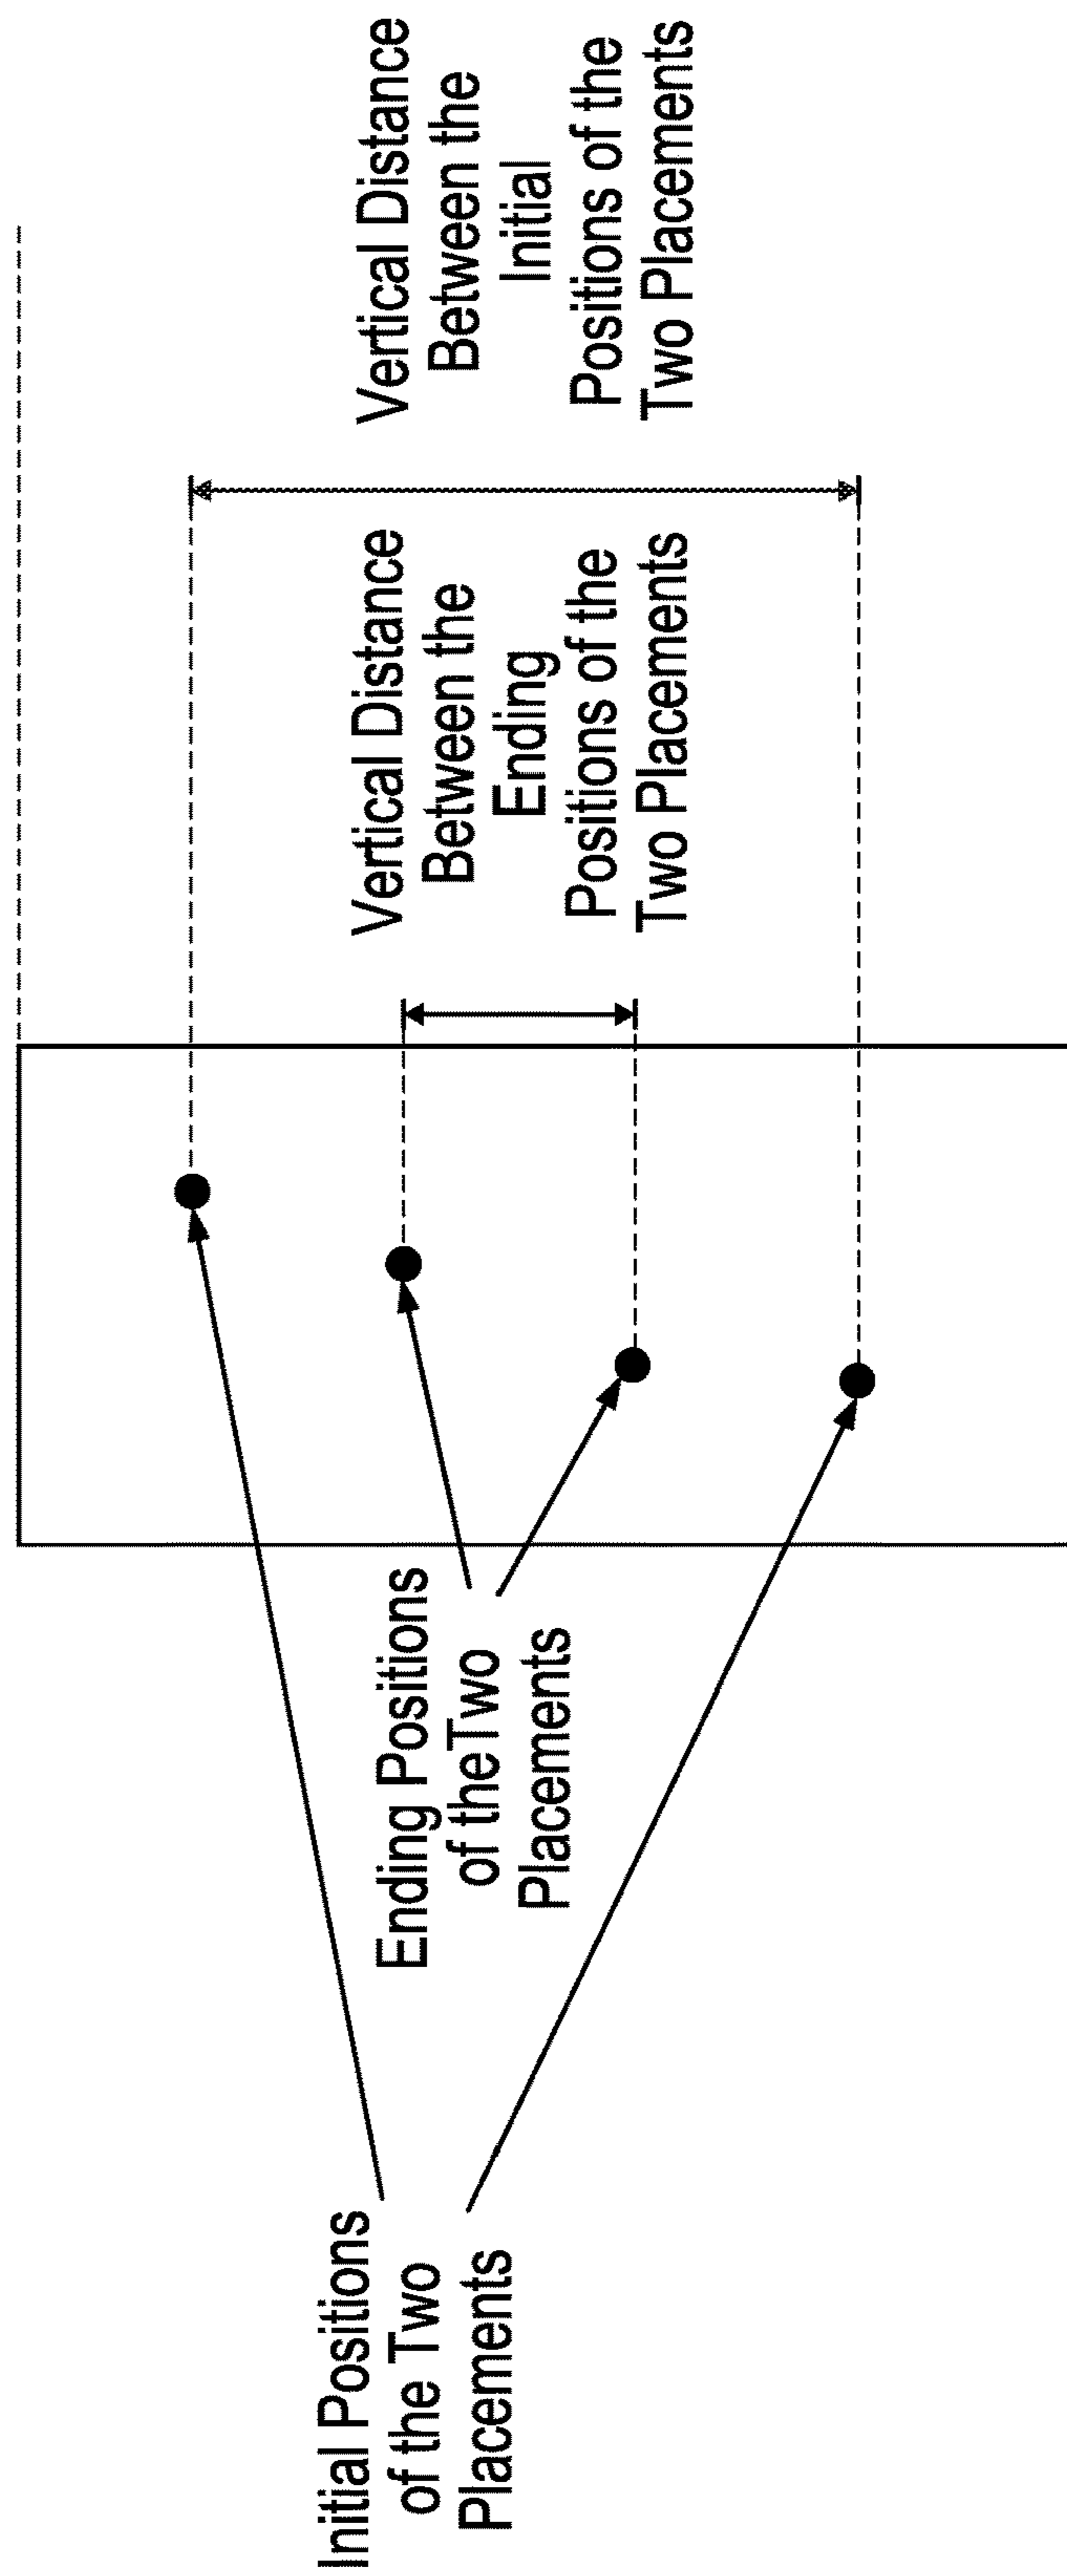 Initial Positions
of the Two
Placements
Ending Positions
of theTwo
Placements
Vertical Distance
Between the
Ending
Positions of the
Two Placements
Vertical Distance
Between the
Initial
Positions of the
Two Placements